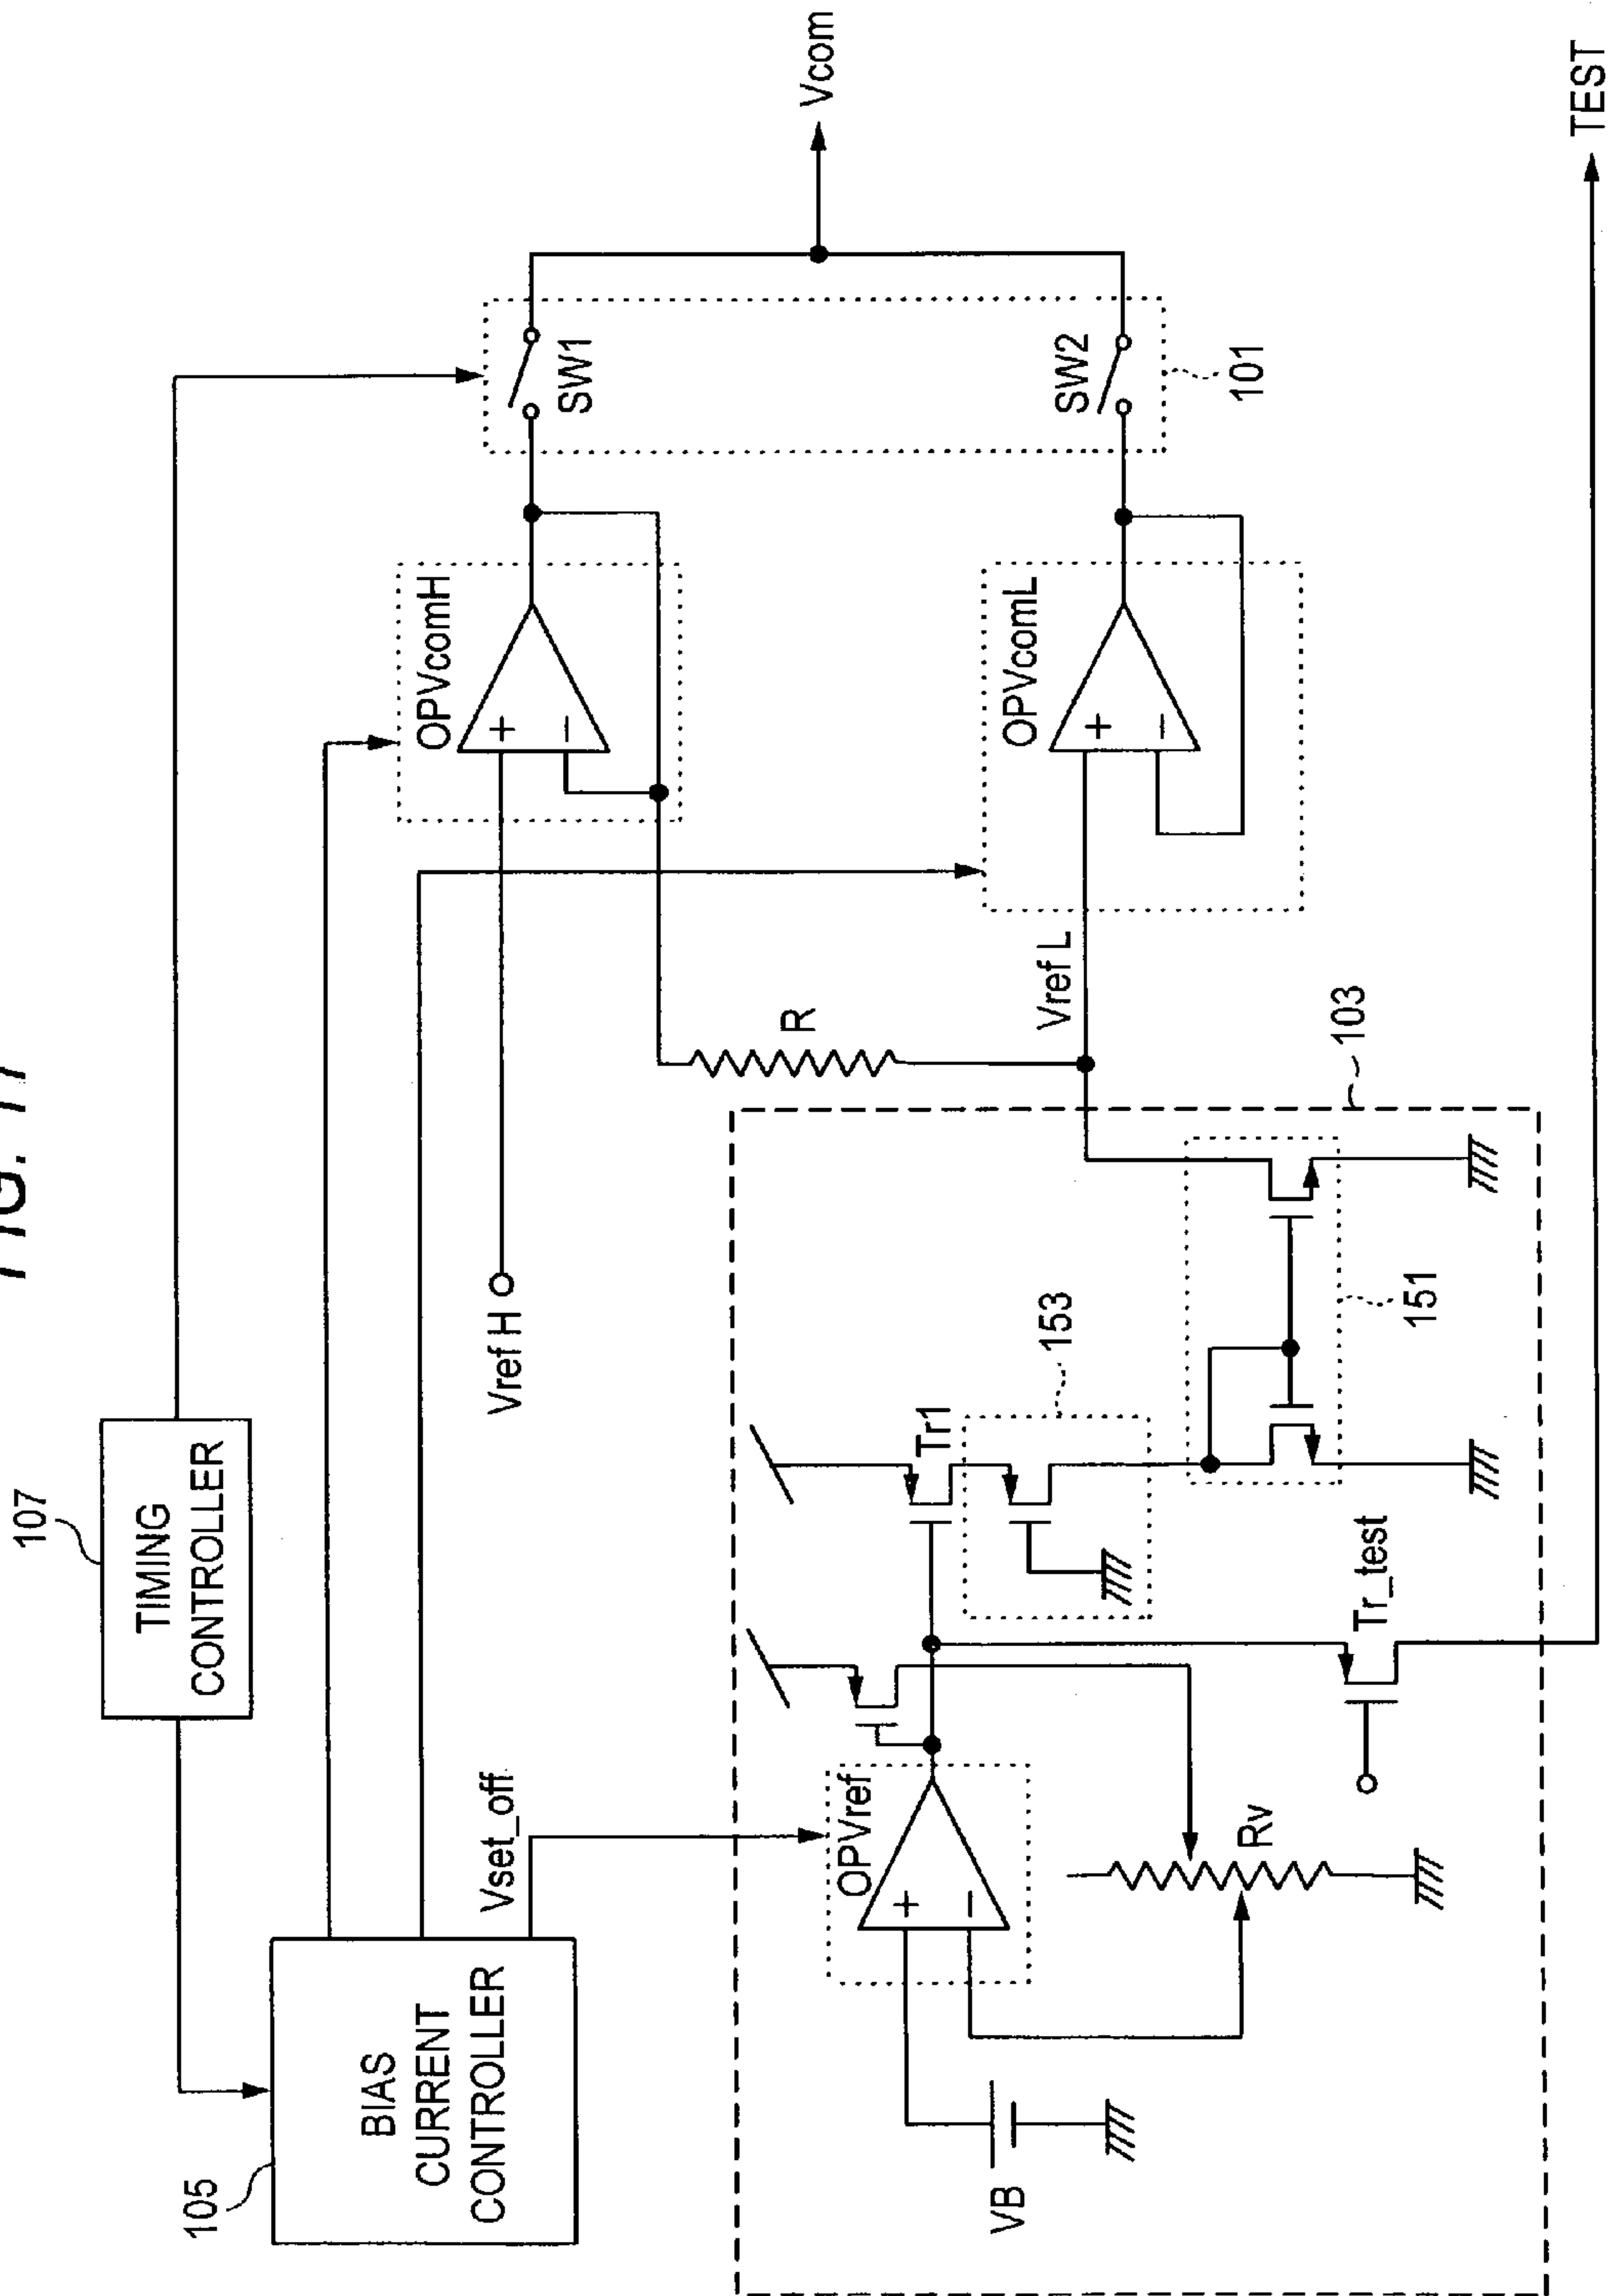 FIG.
107
TIMING
CONTROLLER
105
BIAS
CURRENT
CONTROLLER
Vset_off
Vref H
OPVcomH
+
−
SW1
Vcom
R
Vref L
OPVcomL
+
−
SW2
101
103
OPVref
+
−
VB
Rv
Tr1
153
151
Tr_test
TEST